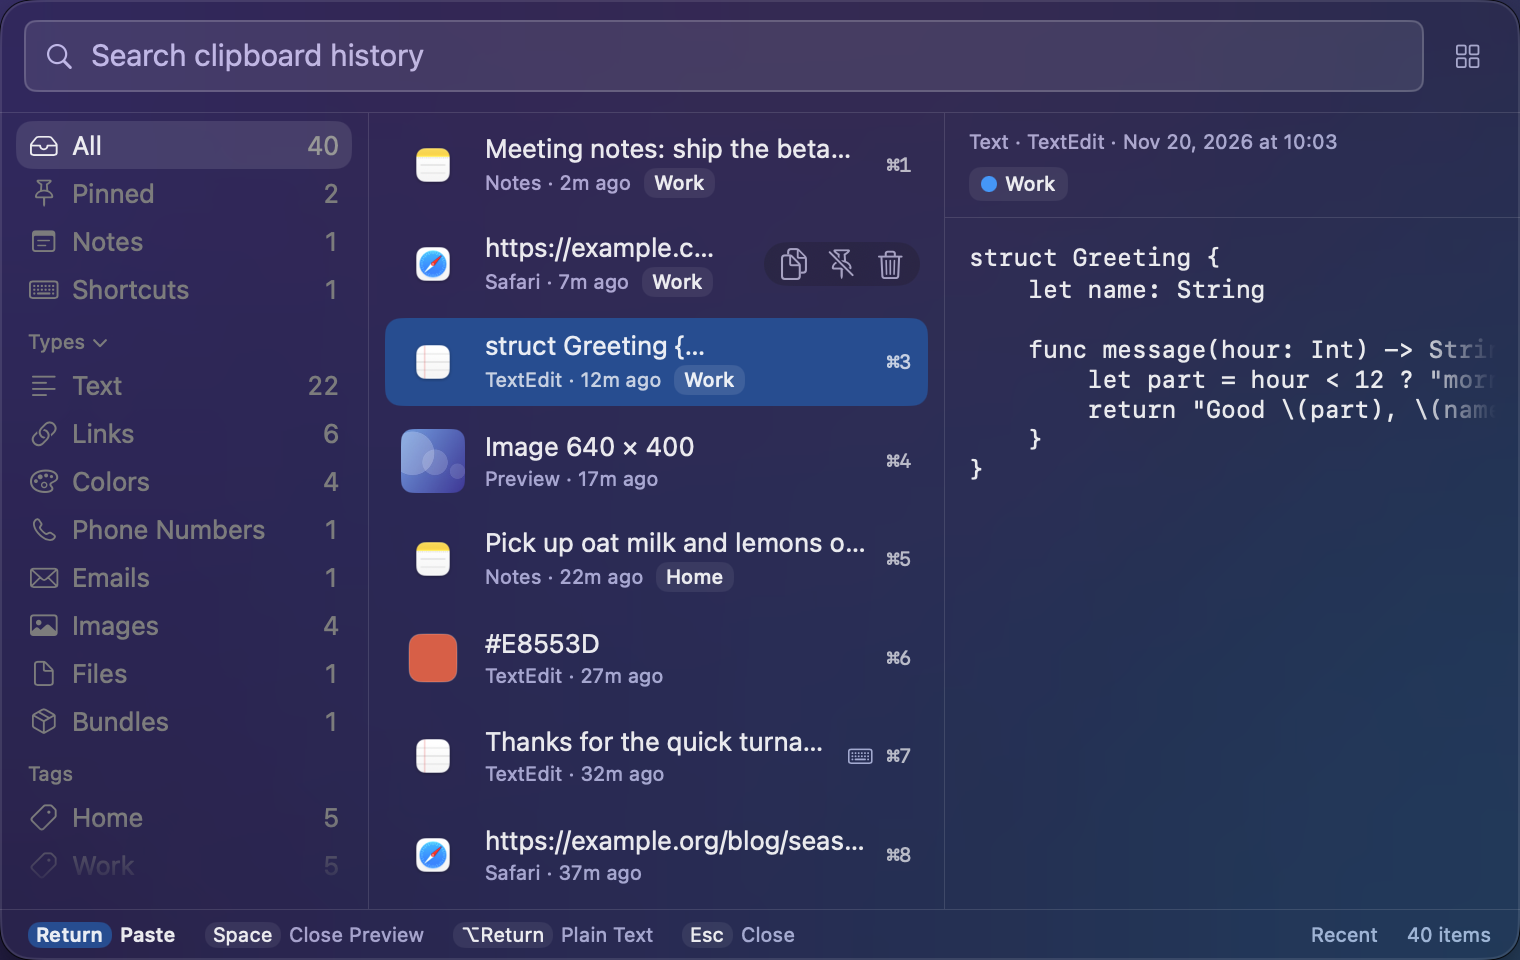 Search clipboard history
All 40
Pinned 2
Notes 1
Shortcuts 1
Types
Text 22
Links 6
Colors 4
Phone Numbers 1
Emails 1
Images 4
Files 1
Bundles 1
Tags
Home 5
Work 5
Meeting notes: ship the beta...
Notes · 2m ago Work
⌘1
https://example.c...
Safari · 7m ago Work
struct Greeting {...
TextEdit · 12m ago Work
⌘3
Image 640 × 400
Preview · 17m ago
⌘4
Pick up oat milk and lemons o...
Notes · 22m ago Home
⌘5
#E8553D
TextEdit · 27m ago
⌘6
Thanks for the quick turna...
TextEdit · 32m ago
⌘7
https://example.org/blog/seas...
Safari · 37m ago
⌘8
Text · TextEdit · Nov 20, 2026 at 10:03
Work
struct Greeting {
    let name: String
    func message(hour: Int) -> Strin
        let part = hour < 12 ? "morn
        return "Good \(part), \(name
    }
}
Return Paste Space Close Preview ⌥Return Plain Text Esc Close
Recent 40 items